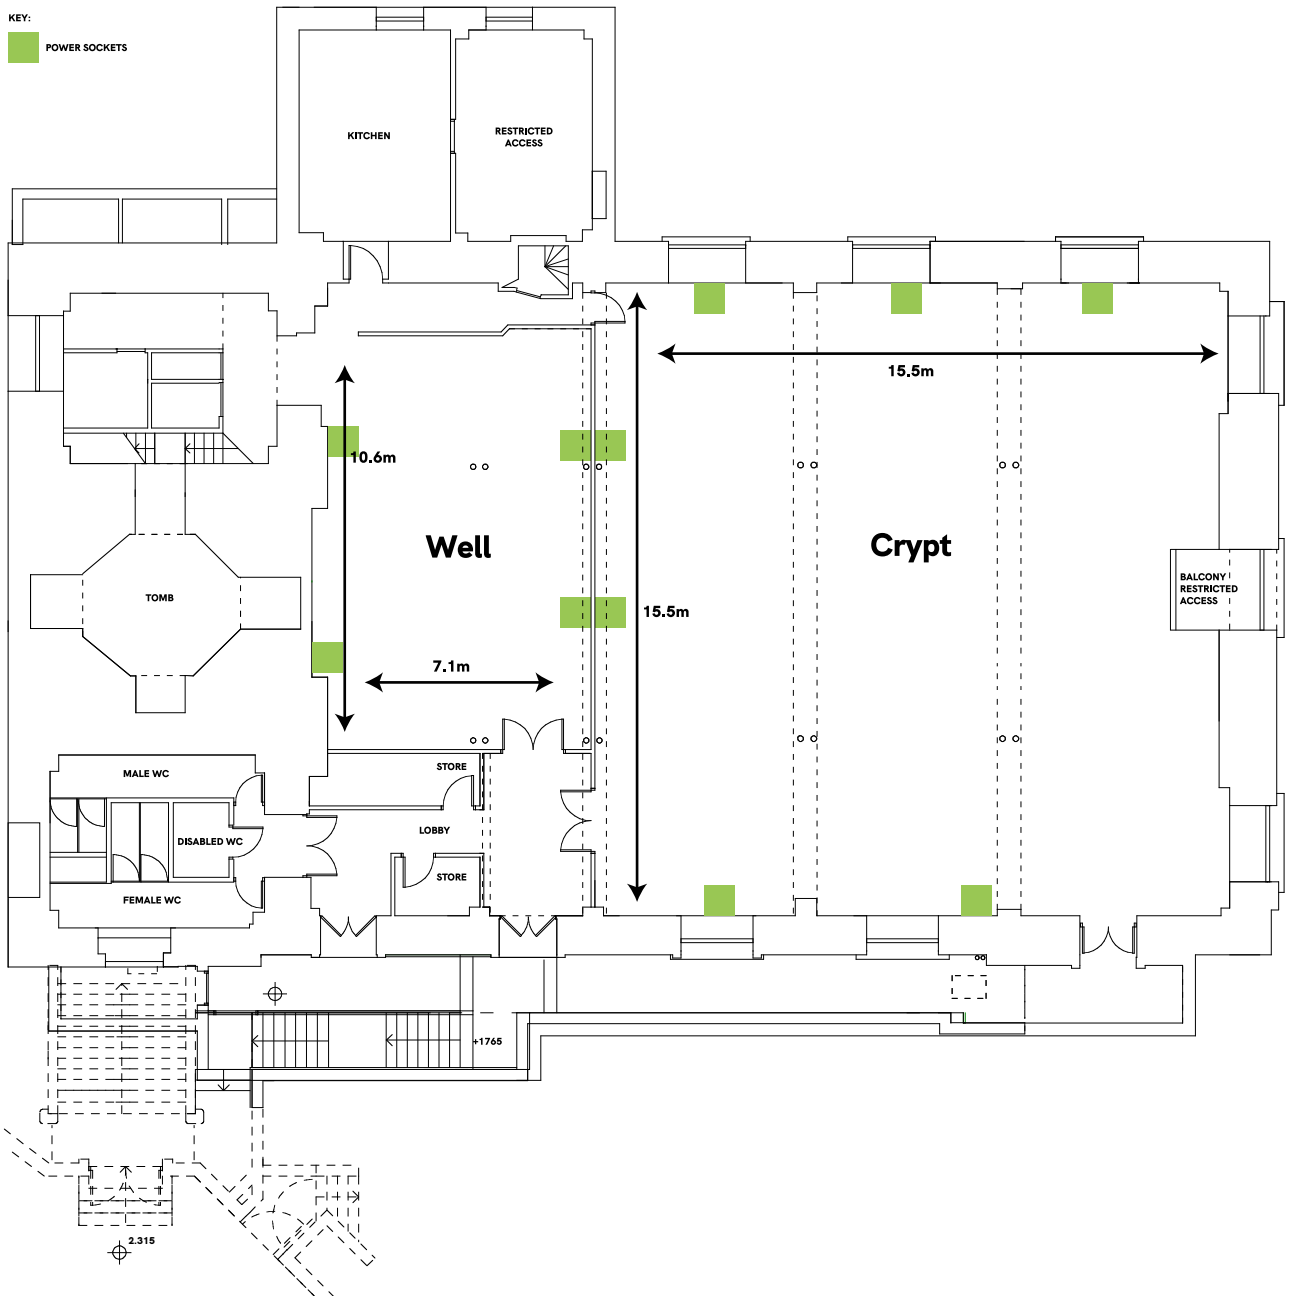 KEY:
POWER SOCKETS
KITCHEN
RESTRICTED
ACCESS
15.5m
10.6m
Well
Crypt
BALCONY
RESTRICTED
ACCESS
TOMB
15.5m
7.1m
STORE
MALE WC
LOBBY
DISABLED WC
STORE
FEMALE WC
+1765
2.315